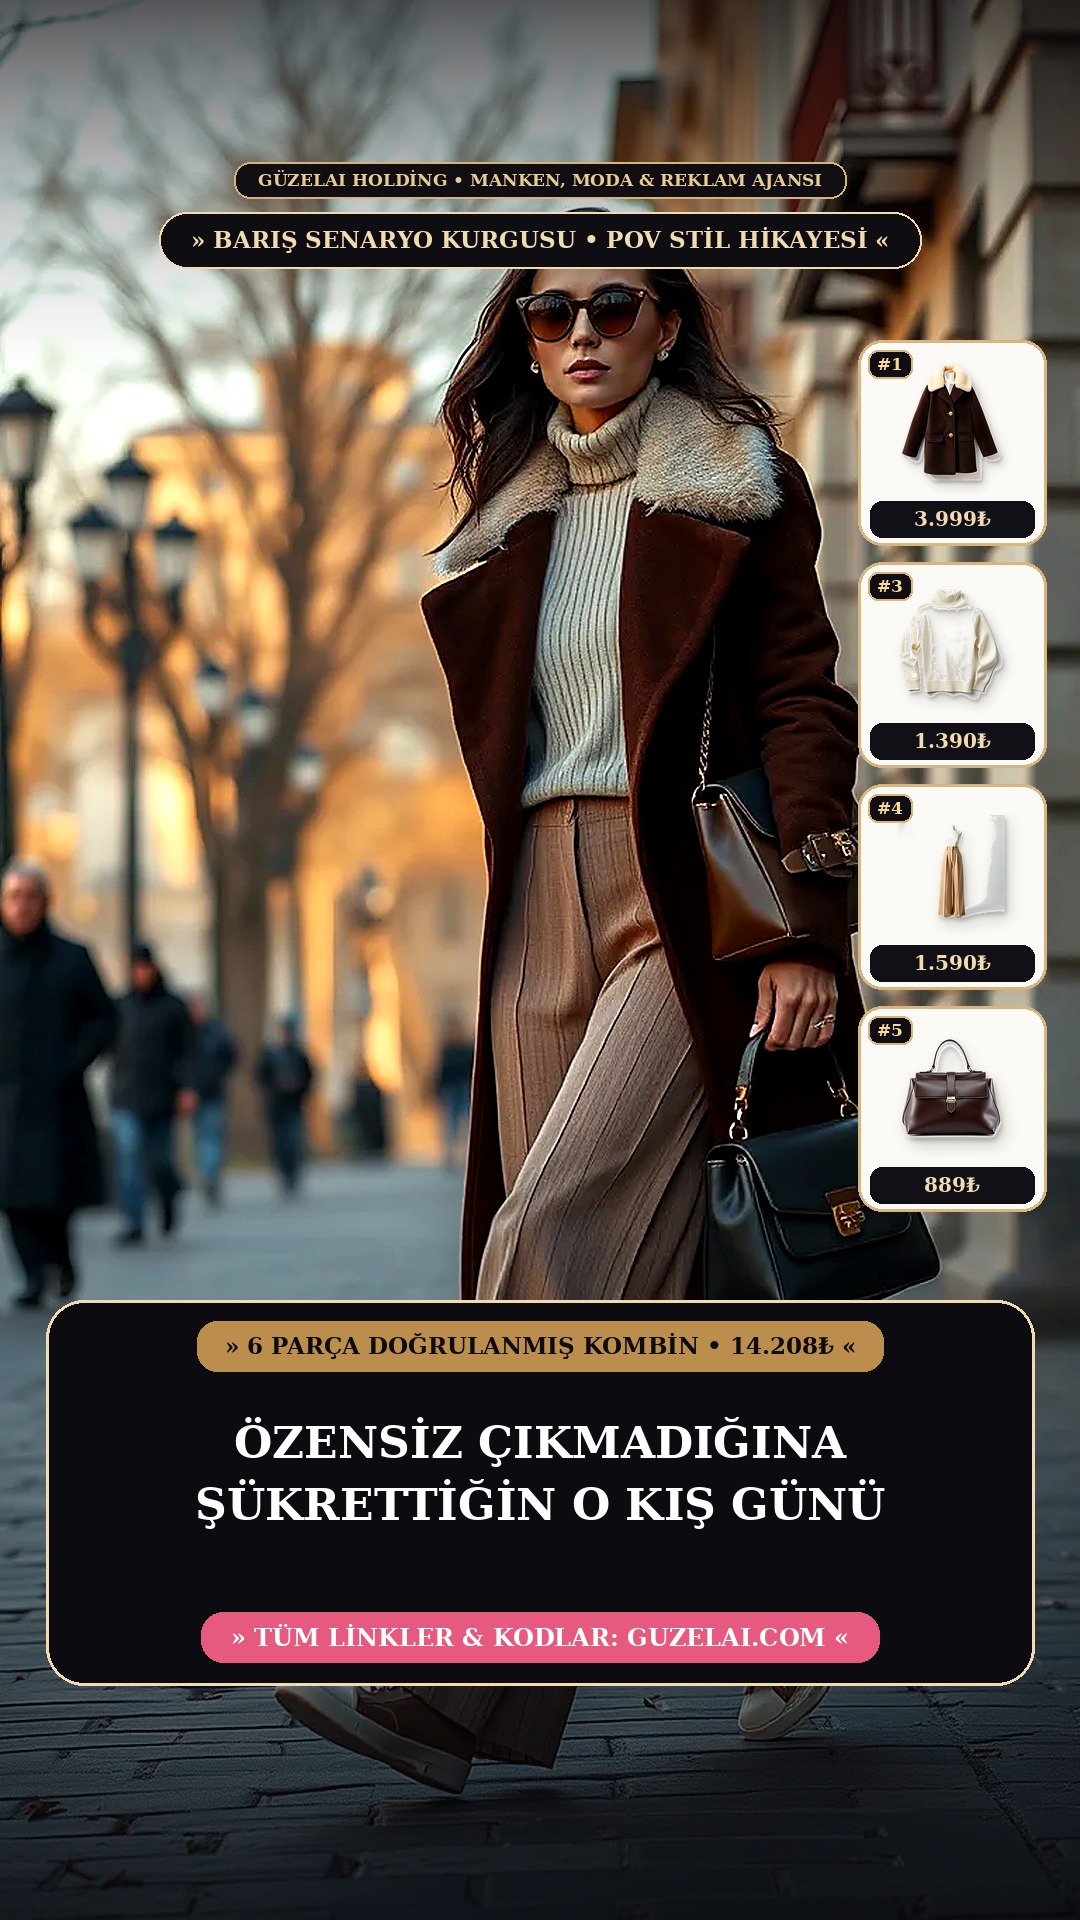 GÜZELAI HOLDİNG • MANKEN, MODA & REKLAM AJANSI
» BARIŞ SENARYO KURGUSU • POV STİL HİKAYESİ «
#1
3.999₺
#3
1.390₺
#4
1.590₺
#5
889₺
» 6 PARÇA DOĞRULANMIŞ KOMBİN • 14.208₺ «
ÖZENSİZ ÇIKMADIĞINA
ŞÜKRETTİĞİN O KIŞ GÜNÜ
» TÜM LİNKLER & KODLAR: GUZELAI.COM «